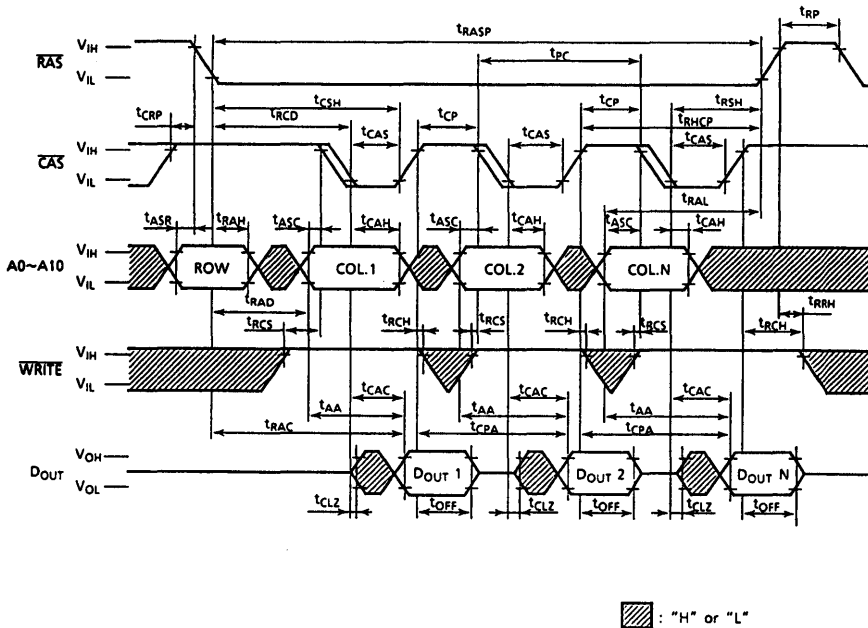 tRASP
tRP
RAS
VIH
VIL
tPC
tCSH
tRCD
tCRP
tCP
tCP
tRSH
tRHCP
tCAS
tCAS
tCAS
CAS
VIH
VIL
tRAL
tASR
tRAH
tASC
tCAH
tASC
tCAH
tASC
tCAH
A0~A10
VIH
VIL
ROW
COL.1
COL.2
COL.N
tRAD
tRRH
tRCS
tRCH
tRCS
tRCH
tRCS
tRCH
WRITE
VIH
VIL
tCAC
tCAC
tCAC
tAA
tAA
tAA
tRAC
tCPA
tCPA
DOUT
VOH
VOL
DOUT 1
DOUT 2
DOUT N
tCLZ
tOFF
tCLZ
tOFF
tCLZ
tOFF
: "H" or "L"